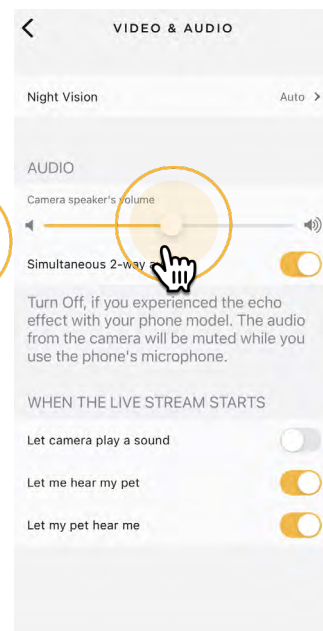 VIDEO & AUDIO
Night Vision Auto >
AUDIO
Camera speaker's volume
Simultaneous 2-way a
Turn Off, if you experienced the echo
effect with your phone model. The audio
from the camera will be muted while you
use the phone's microphone.
WHEN THE LIVE STREAM STARTS
Let camera play a sound
Let me hear my pet
Let my pet hear me